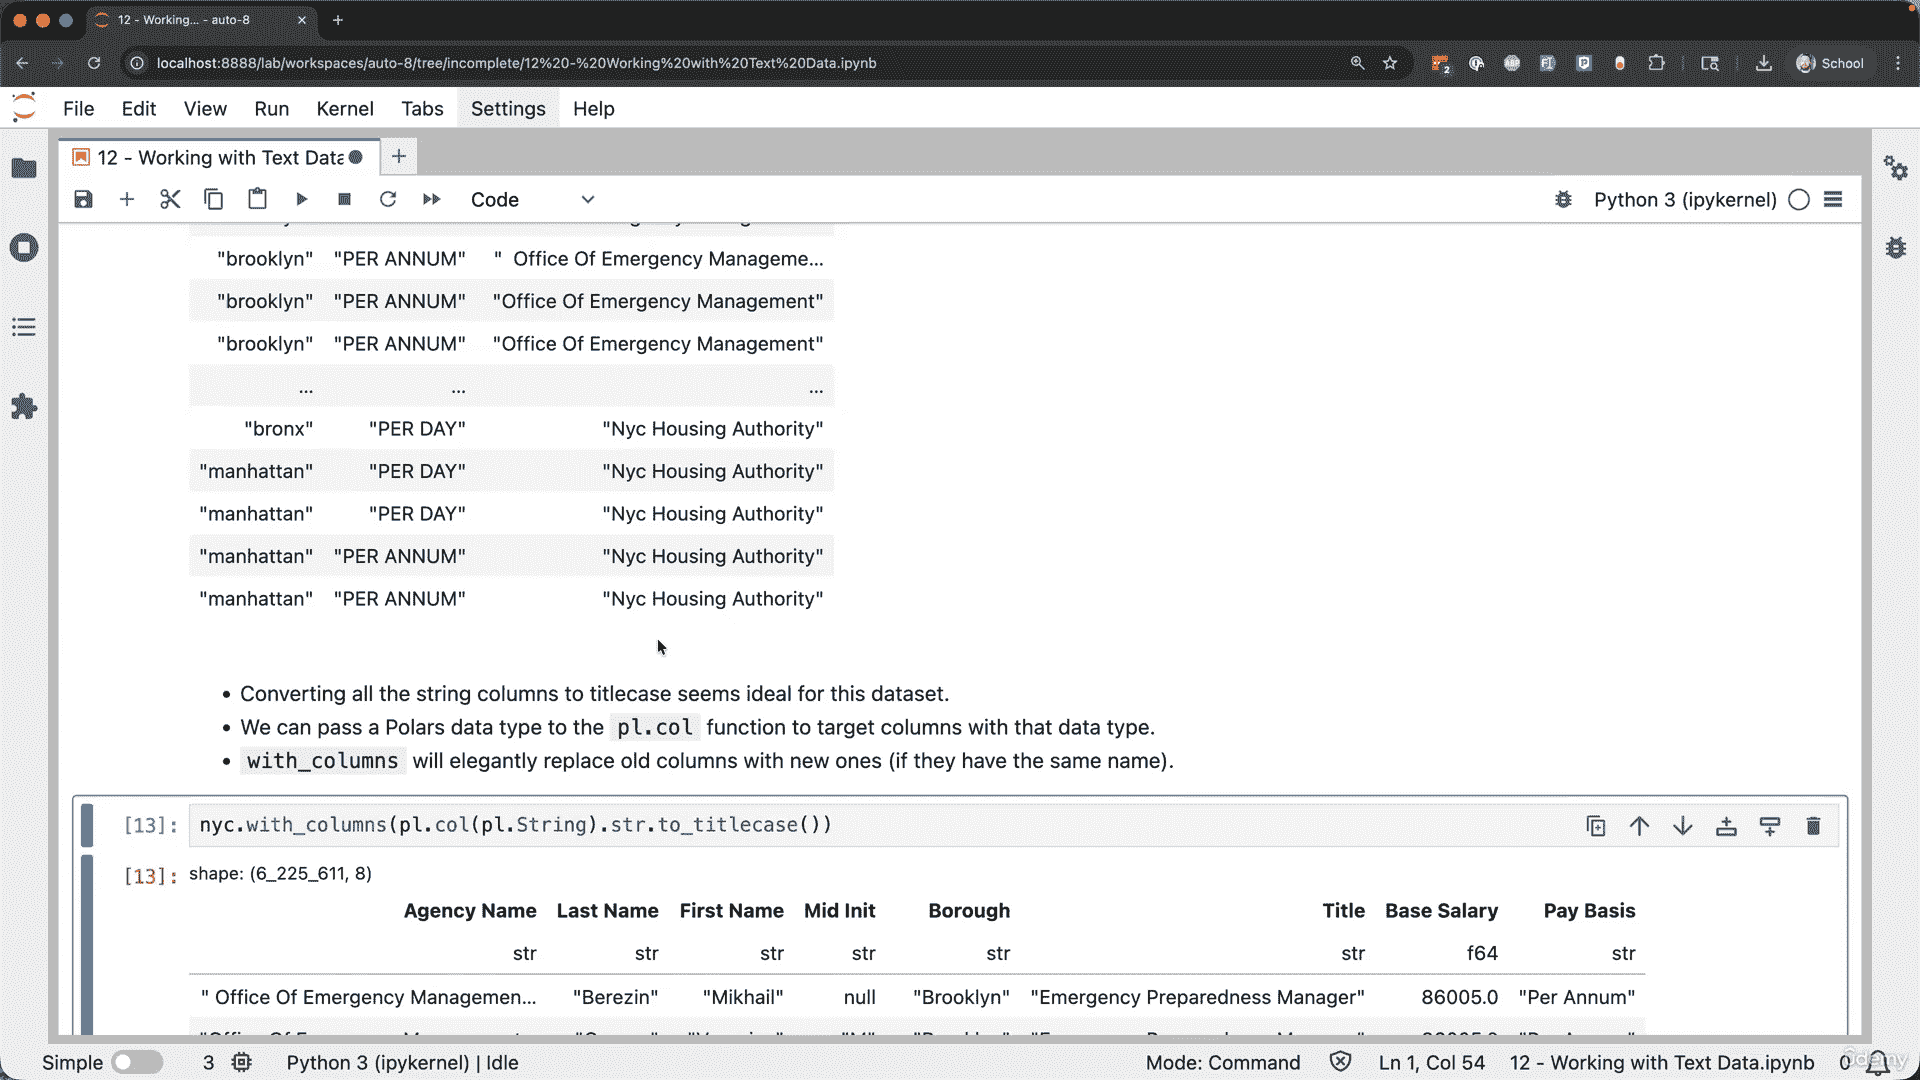 12 - Working... - auto-8
localhost:8888/lab/workspaces/auto-8/tree/incomplete/12%20-%20Working%20with%20Text%20Data.ipynb
2
School
File Edit View Run Kernel Tabs Settings Help
12 - Working with Text Data
Code
Python 3 (ipykernel)
"brooklyn" "PER ANNUM" " Office Of Emergency Manageme...
"brooklyn" "PER ANNUM" "Office Of Emergency Management"
"brooklyn" "PER ANNUM" "Office Of Emergency Management"
... ... ...
"bronx" "PER DAY" "Nyc Housing Authority"
"manhattan" "PER DAY" "Nyc Housing Authority"
"manhattan" "PER DAY" "Nyc Housing Authority"
"manhattan" "PER ANNUM" "Nyc Housing Authority"
"manhattan" "PER ANNUM" "Nyc Housing Authority"
• Converting all the string columns to titlecase seems ideal for this dataset.
• We can pass a Polars data type to the pl.col function to target columns with that data type.
• with_columns will elegantly replace old columns with new ones (if they have the same name).
[13]: nyc.with_columns(pl.col(pl.String).str.to_titlecase())
[13]: shape: (6_225_611, 8)
Agency Name Last Name First Name Mid Init Borough Title Base Salary Pay Basis
str str str str str str f64 str
" Office Of Emergency Managemen... "Berezin" "Mikhail" null "Brooklyn" "Emergency Preparedness Manager" 86005.0 "Per Annum"
Simple 3 Python 3 (ipykernel) | Idle Mode: Command Ln 1, Col 54 12 - Working with Text Data.ipynb 0
udemy